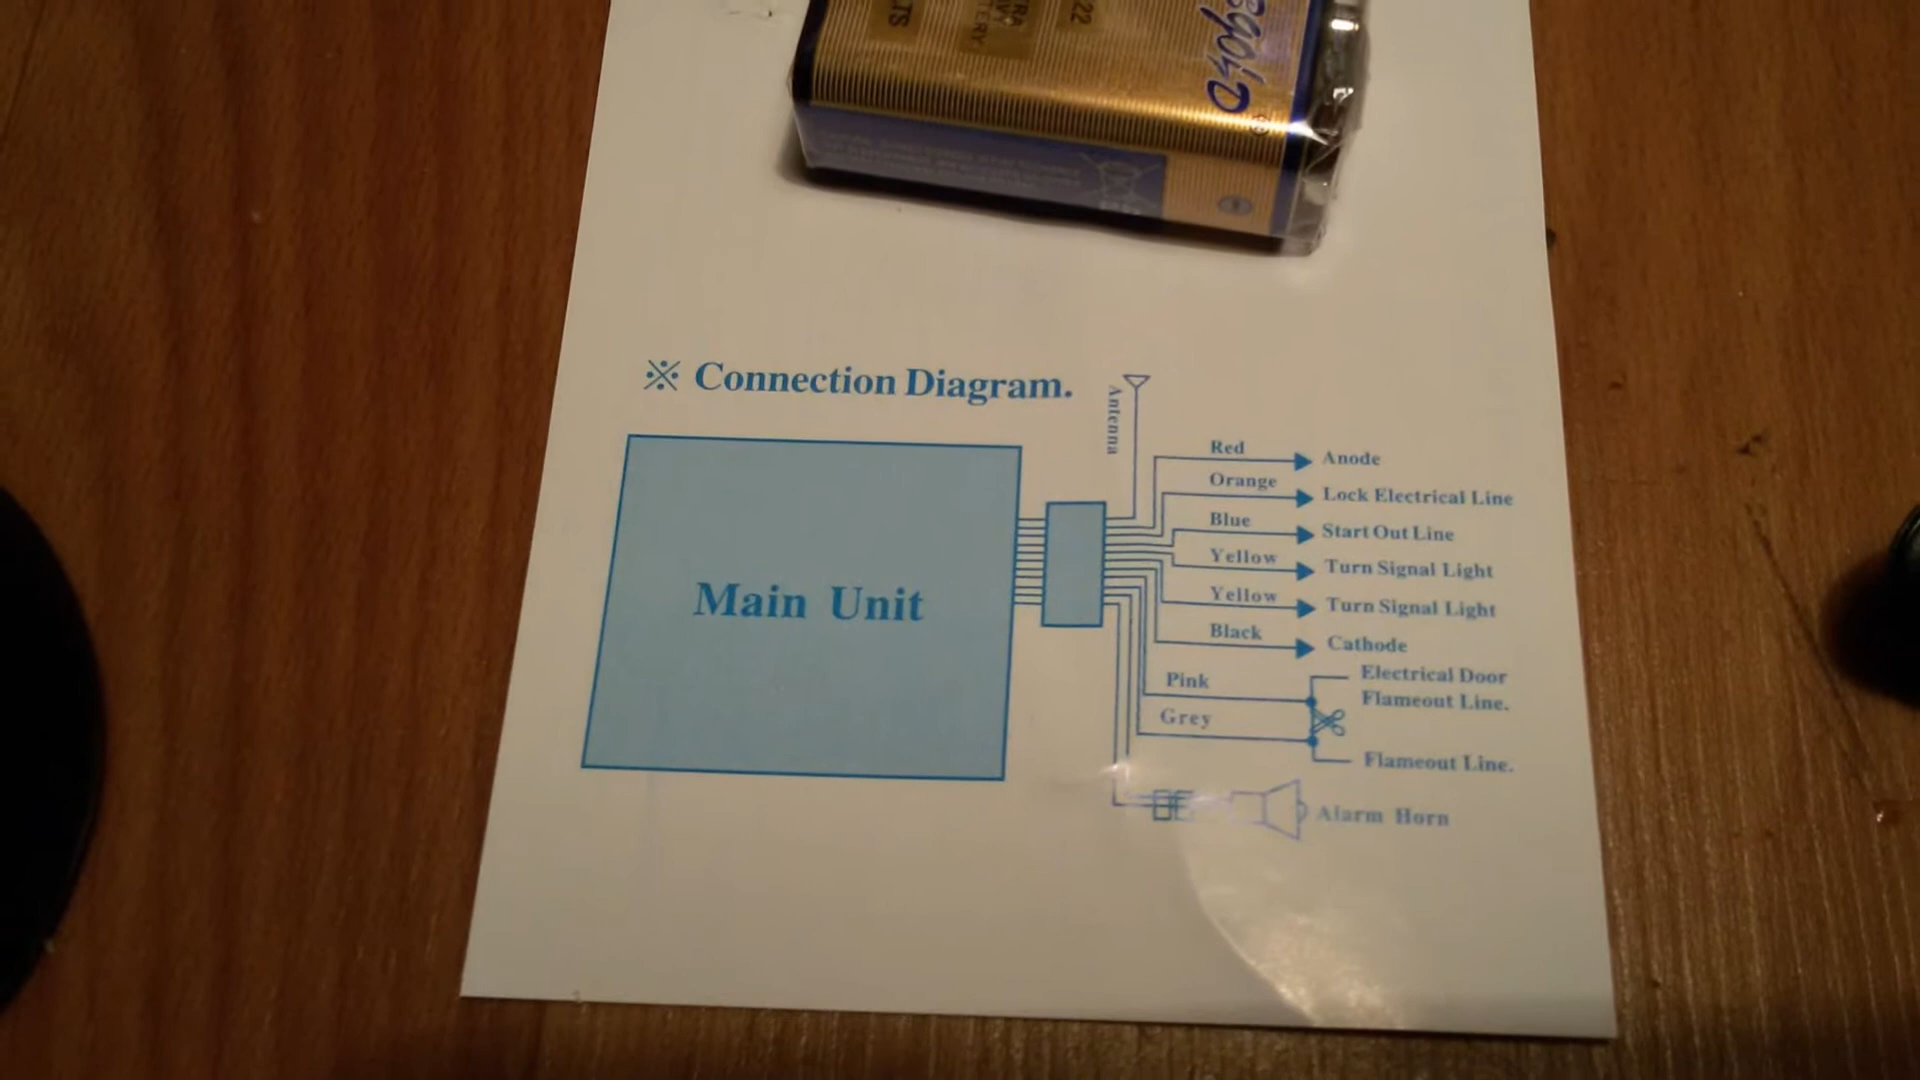 22
※ Connection Diagram.
Antenna
Main Unit
Red
Anode
Orange
Lock Electrical Line
Blue
Start Out Line
Yellow
Turn Signal Light
Yellow
Turn Signal Light
Black
Cathode
Pink
Electrical Door
Flameout Line.
Grey
Flameout Line.
Alarm Horn